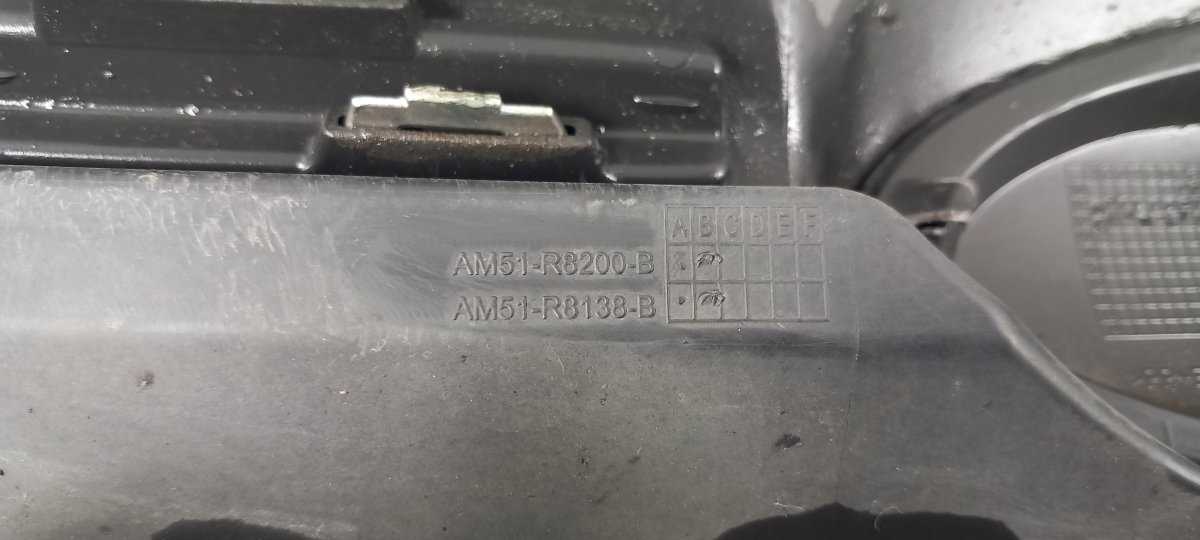 A B C D E F
AM51-R8200-B
AM51-R8138-B